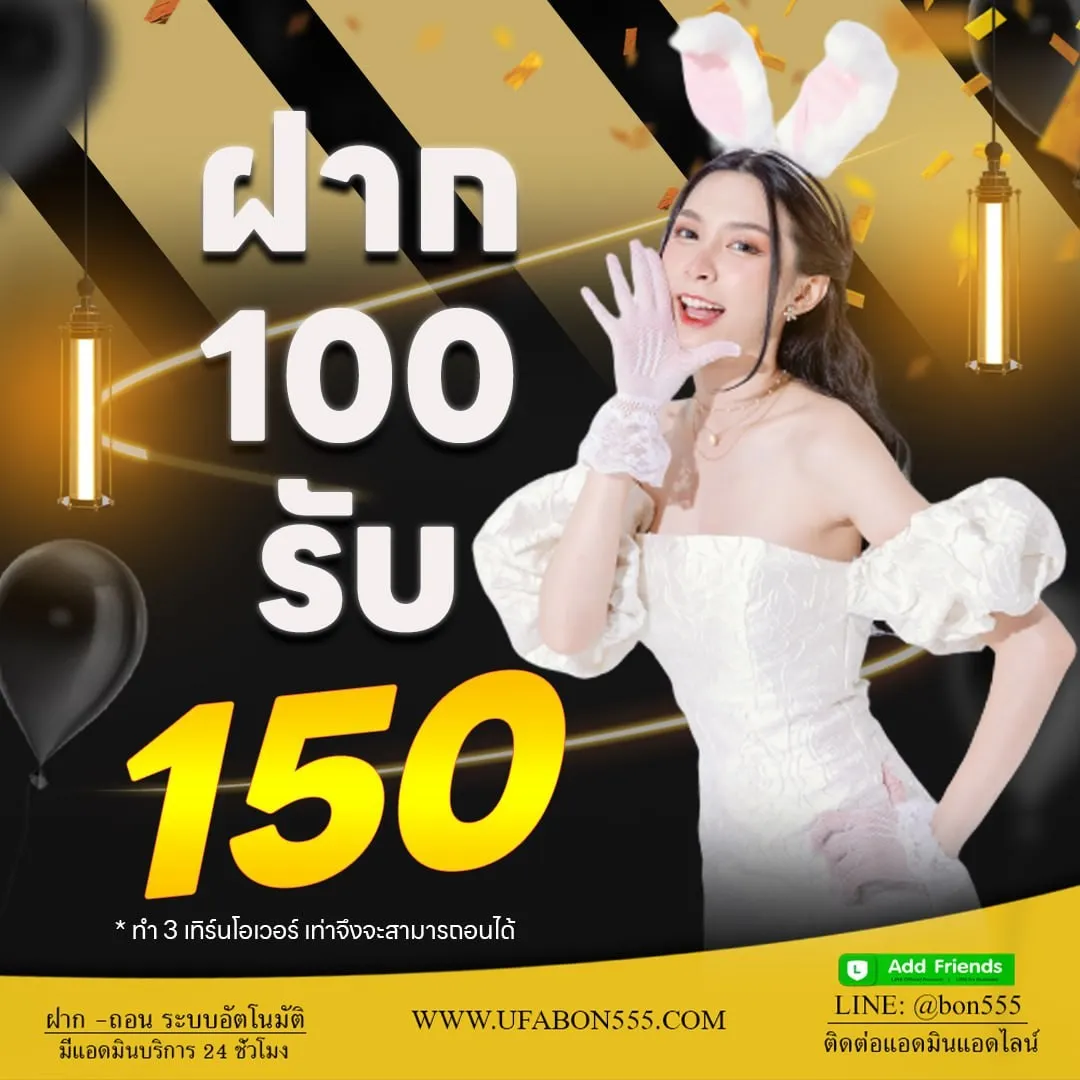 ฝาก
100
รับ
150
* ทำ 3 เทิร์นโอเวอร์ เท่าจึงจะสามารถอนได้
ฝาก -ถอน ระบบอัตโนมัติ
มีแอดมินบริการ 24 ชั่วโมง
WWW.UFABON555.COM
Add Friends
LINE: @bon555
ติดต่อแอดมินแอดไลน์